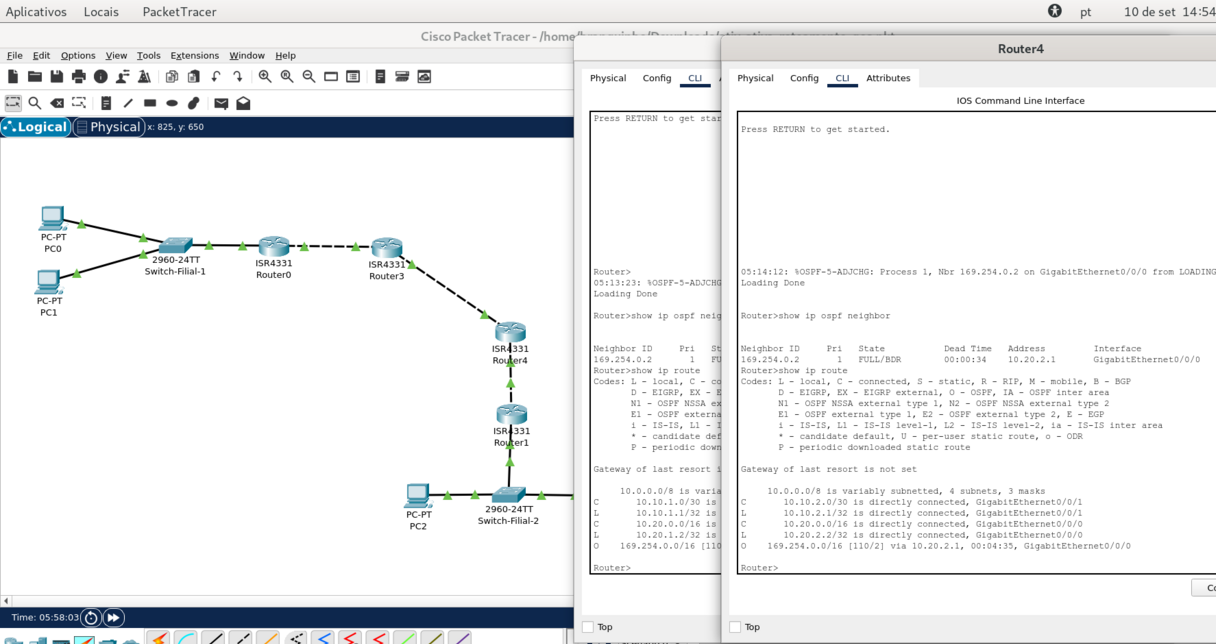 Aplicativos Locais PacketTracer pt 10 de set 14:54
Cisco Packet Tracer - /home/
File Edit Options View Tools Extensions Window Help
Logical Physical x: 825, y: 650
PC-PT
PC0
PC-PT
PC1
2960-24TT
Switch-Filial-1
ISR4331
Router0
ISR4331
Router3
ISR4331
Router4
ISR4331
Router1
PC-PT
PC2
2960-24TT
Switch-Filial-2
Time: 05:58:03
Physical Config CLI
Press RETURN to get star
Router>
05:13:23: %OSPF-5-ADJCHG
Loading Done
Router>show ip ospf neig
Neighbor ID Pri St
169.254.0.2 1 FU
Router>show ip route
Codes: L - local, C - co
D - EIGRP, EX - E
N1 - OSPF NSSA ex
E1 - OSPF externa
i - IS-IS, L1 - I
* - candidate def
P - periodic down
Gateway of last resort i
10.0.0.0/8 is varia
C 10.10.1.0/30 is
L 10.10.1.1/32 is
C 10.20.0.0/16 is
L 10.20.1.2/32 is
O 169.254.0.0/16 [110
Router>
Top
Router4
Physical Config CLI Attributes
IOS Command Line Interface
Press RETURN to get started.
05:14:12: %OSPF-5-ADJCHG: Process 1, Nbr 169.254.0.2 on GigabitEthernet0/0/0 from LOADING
Loading Done
Router>show ip ospf neighbor
Neighbor ID Pri State Dead Time Address Interface
169.254.0.2 1 FULL/BDR 00:00:34 10.20.2.1 GigabitEthernet0/0/0
Router>show ip route
Codes: L - local, C - connected, S - static, R - RIP, M - mobile, B - BGP
D - EIGRP, EX - EIGRP external, O - OSPF, IA - OSPF inter area
N1 - OSPF NSSA external type 1, N2 - OSPF NSSA external type 2
E1 - OSPF external type 1, E2 - OSPF external type 2, E - EGP
i - IS-IS, L1 - IS-IS level-1, L2 - IS-IS level-2, ia - IS-IS inter area
* - candidate default, U - per-user static route, o - ODR
P - periodic downloaded static route
Gateway of last resort is not set
10.0.0.0/8 is variably subnetted, 4 subnets, 3 masks
C 10.10.2.0/30 is directly connected, GigabitEthernet0/0/1
L 10.10.2.1/32 is directly connected, GigabitEthernet0/0/1
C 10.20.0.0/16 is directly connected, GigabitEthernet0/0/0
L 10.20.2.2/32 is directly connected, GigabitEthernet0/0/0
O 169.254.0.0/16 [110/2] via 10.20.2.1, 00:04:35, GigabitEthernet0/0/0
Router>
Co
Top